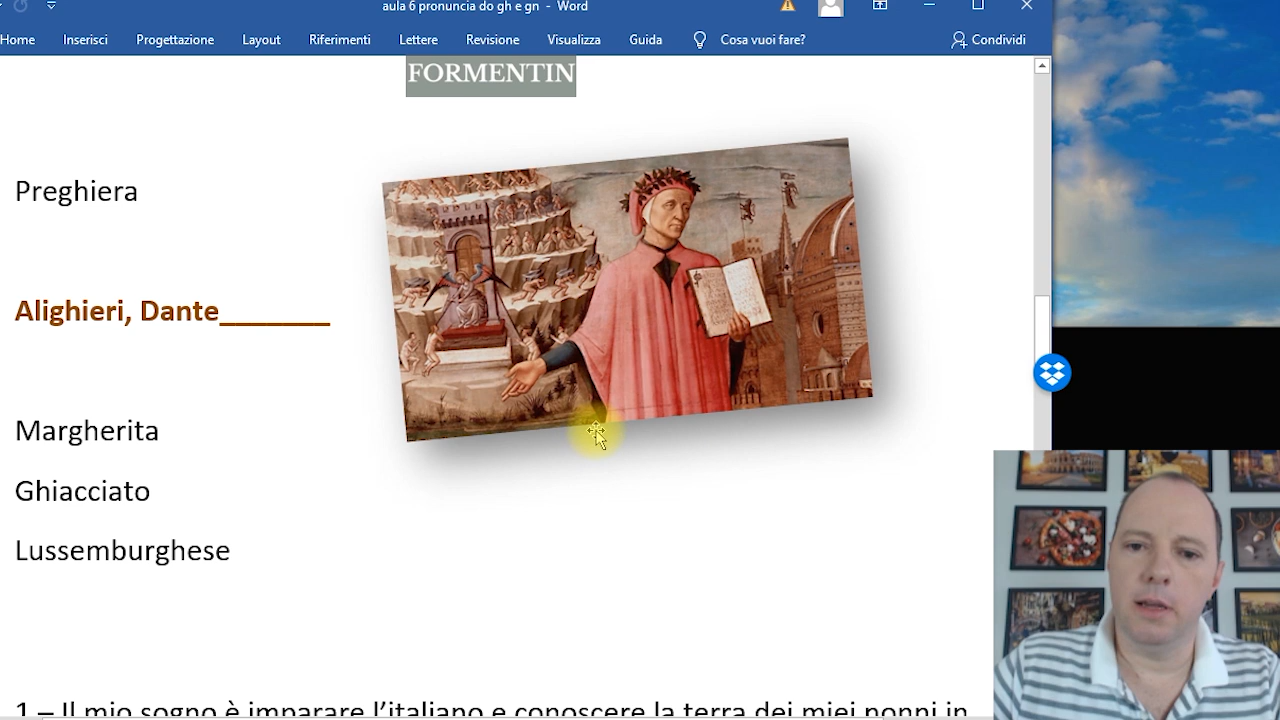 aula 6 pronuncia do gh e gn - Word
Home Inserisci Progettazione Layout Riferimenti Lettere Revisione Visualizza Guida Cosa vuoi fare? Condividi
FORMENTIN
Preghiera
Alighieri, Dante_______
Margherita
Ghiacciato
Lussemburghese
1 – Il mio sogno è imparare l’italiano e conoscere la terra dei miei nonni in